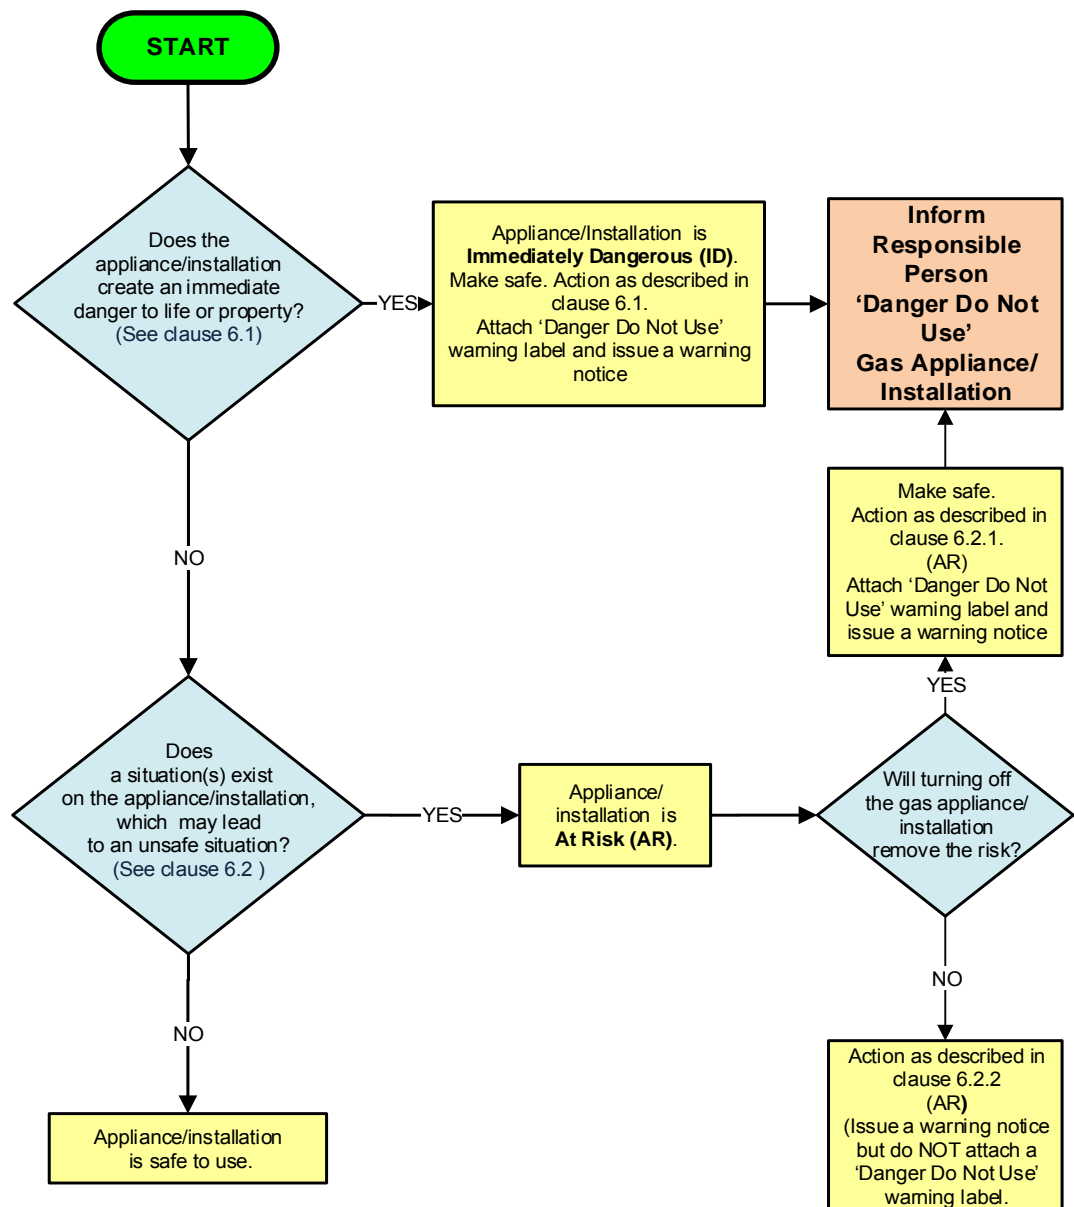 START
Does the
appliance/installation
create an immediate
danger to life or property?
(See clause 6.1)
YES
Appliance/Installation is
Immediately Dangerous (ID).
Make safe. Action as described in
clause 6.1.
Attach ‘Danger Do Not Use’
warning label and issue a warning
notice
Inform
Responsible
Person
‘Danger Do Not
Use’
Gas Appliance/
Installation
NO
Make safe.
Action as described in
clause 6.2.1.
(AR)
Attach ‘Danger Do Not
Use’ warning label and
issue a warning notice
YES
Does
a situation(s) exist
on the appliance/installation,
which may lead
to an unsafe situation?
(See clause 6.2 )
YES
Appliance/
installation is
At Risk (AR).
Will turning off
the gas appliance/
installation
remove the risk?
NO
NO
Appliance/installation
is safe to use.
Action as described in
clause 6.2.2
(AR)
(Issue a warning notice
but do NOT attach a
‘Danger Do Not Use’
warning label.